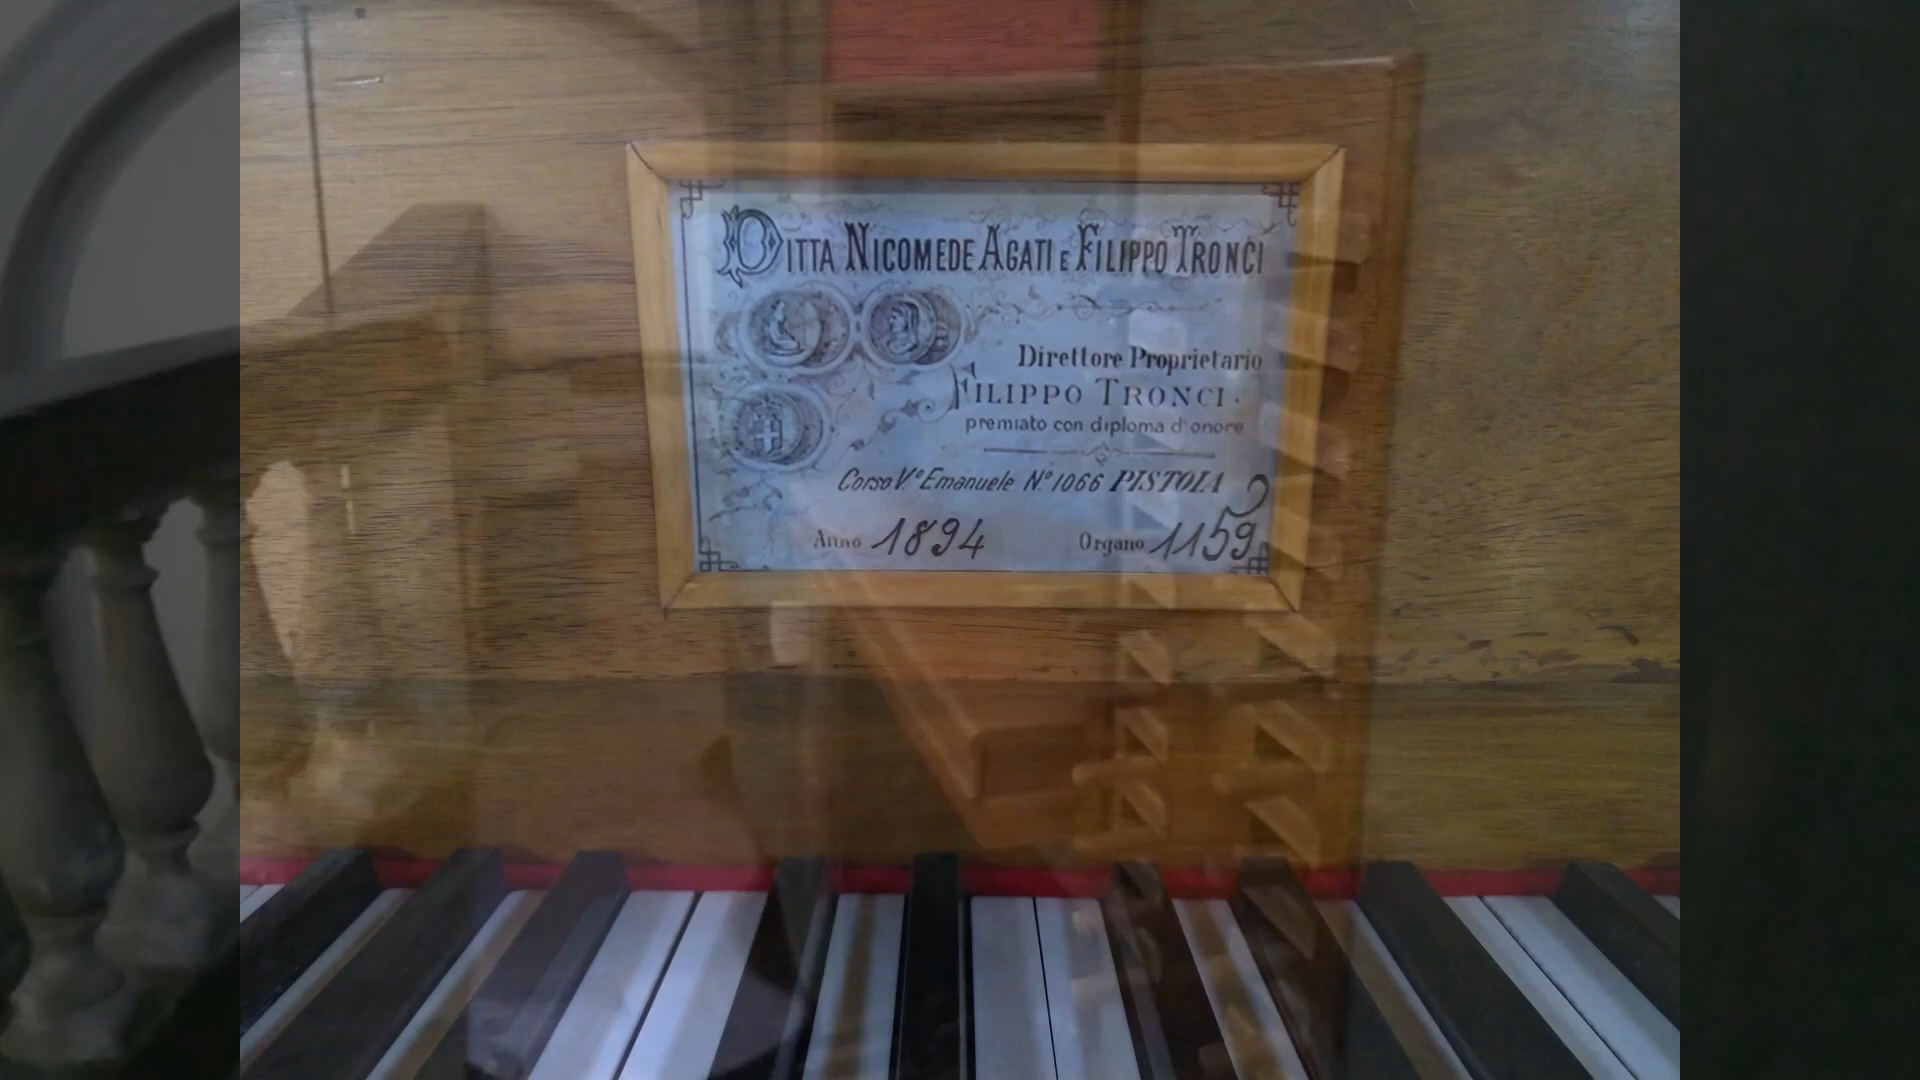 DITTA NICOMEDE AGATI E FILIPPO TRONCI
Direttore Proprietario
FILIPPO TRONCI.
premiato con diploma d'onore
Corso V.º Emanuele N.º 1066 PISTOIA
Anno 1894 Organo 1159